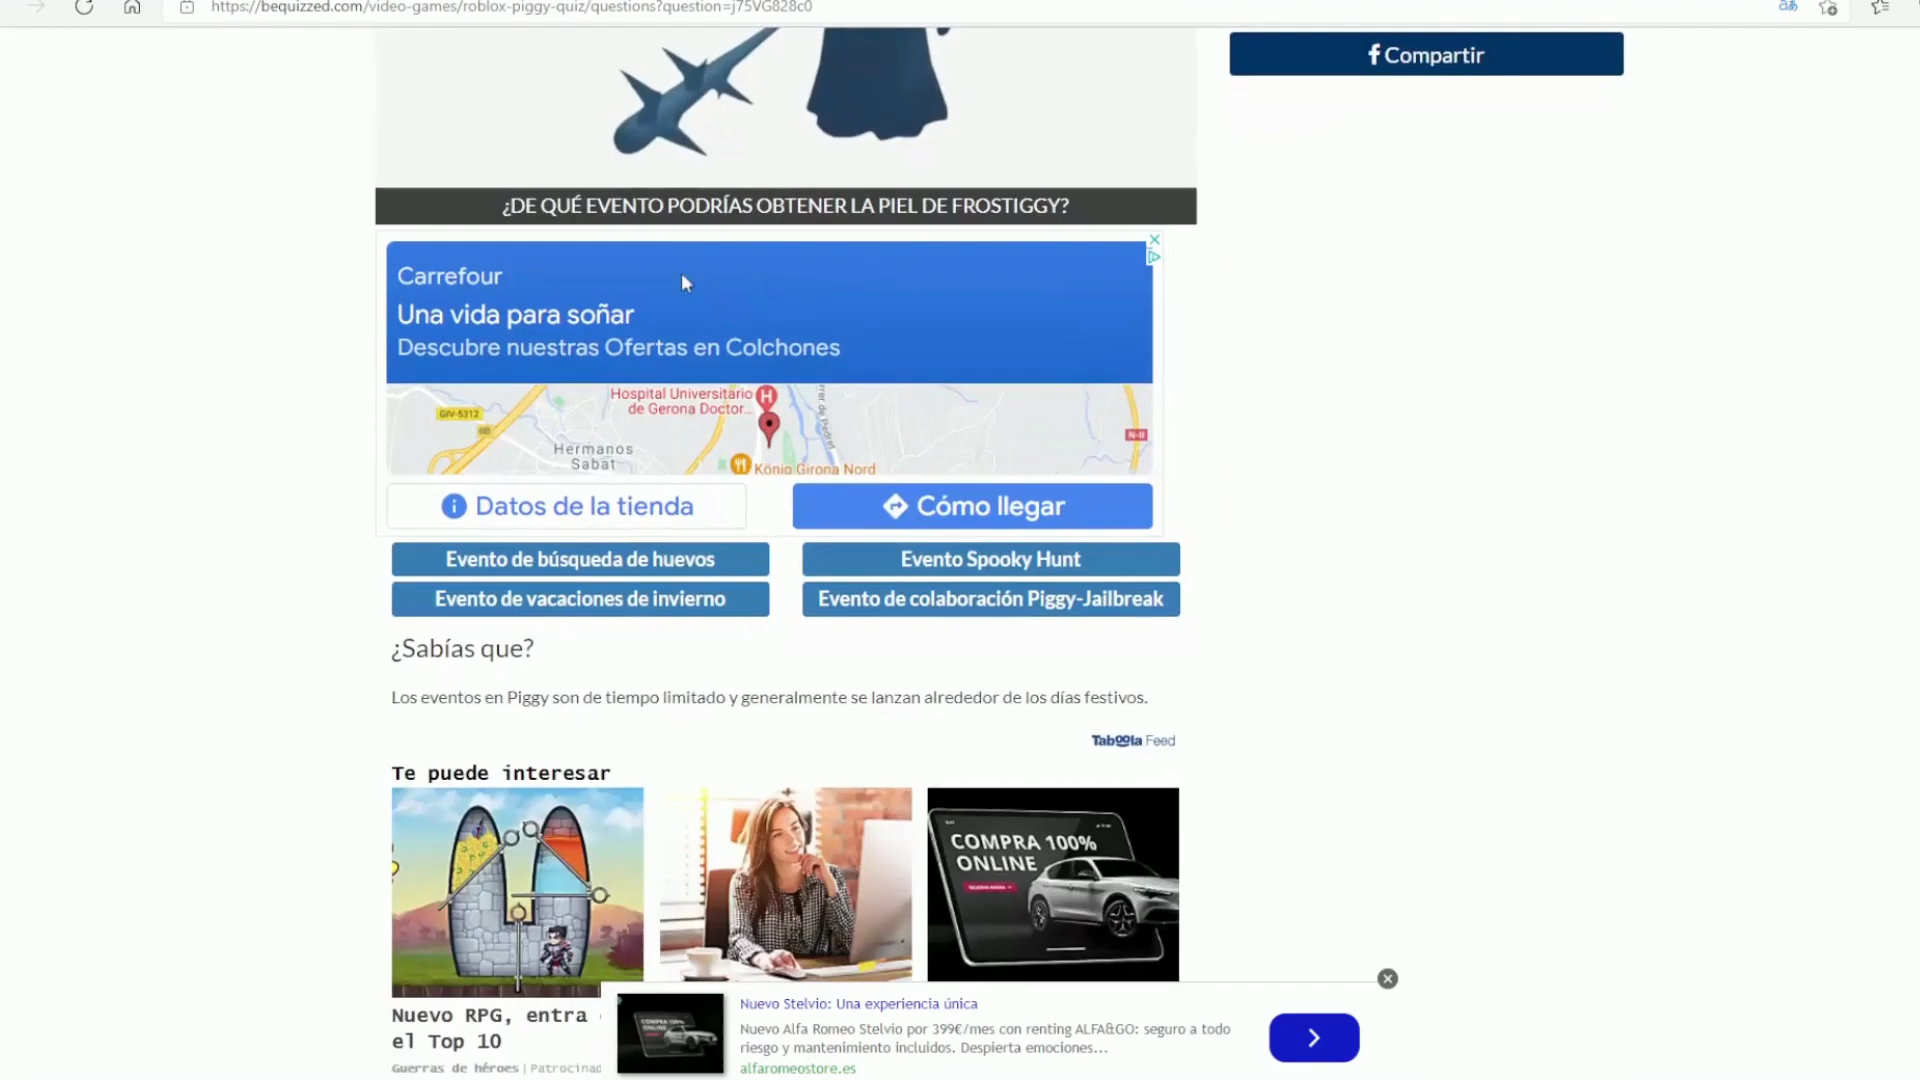 https://bequizzed.com/video-games/roblox-piggy-quiz/questions?question=j75VG828c0
Compartir
¿DE QUÉ EVENTO PODRÍAS OBTENER LA PIEL DE FROSTIGGY?
Carrefour
Una vida para soñar
Descubre nuestras Ofertas en Colchones
Hospital Universitario
de Gerona Doctor...
H
GIV-5312
6B
Hermanos
Sabat
rrer de Pedret
N-II
König Girona Nord
Datos de la tienda
Cómo llegar
Evento de búsqueda de huevos
Evento Spooky Hunt
Evento de vacaciones de invierno
Evento de colaboración Piggy-Jailbreak
¿Sabías que?
Los eventos en Piggy son de tiempo limitado y generalmente se lanzan alrededor de los días festivos.
Taboola Feed
Te puede interesar
COMPRA 100%
ONLINE
Nuevo RPG, entra
el Top 10
Guerras de héroes | Patrocinad
Nuevo Stelvio: Una experiencia única
Nuevo Alfa Romeo Stelvio por 399€/mes con renting ALFA&GO: seguro a todo
riesgo y mantenimiento incluidos. Despierta emociones...
alfaromeostore.es